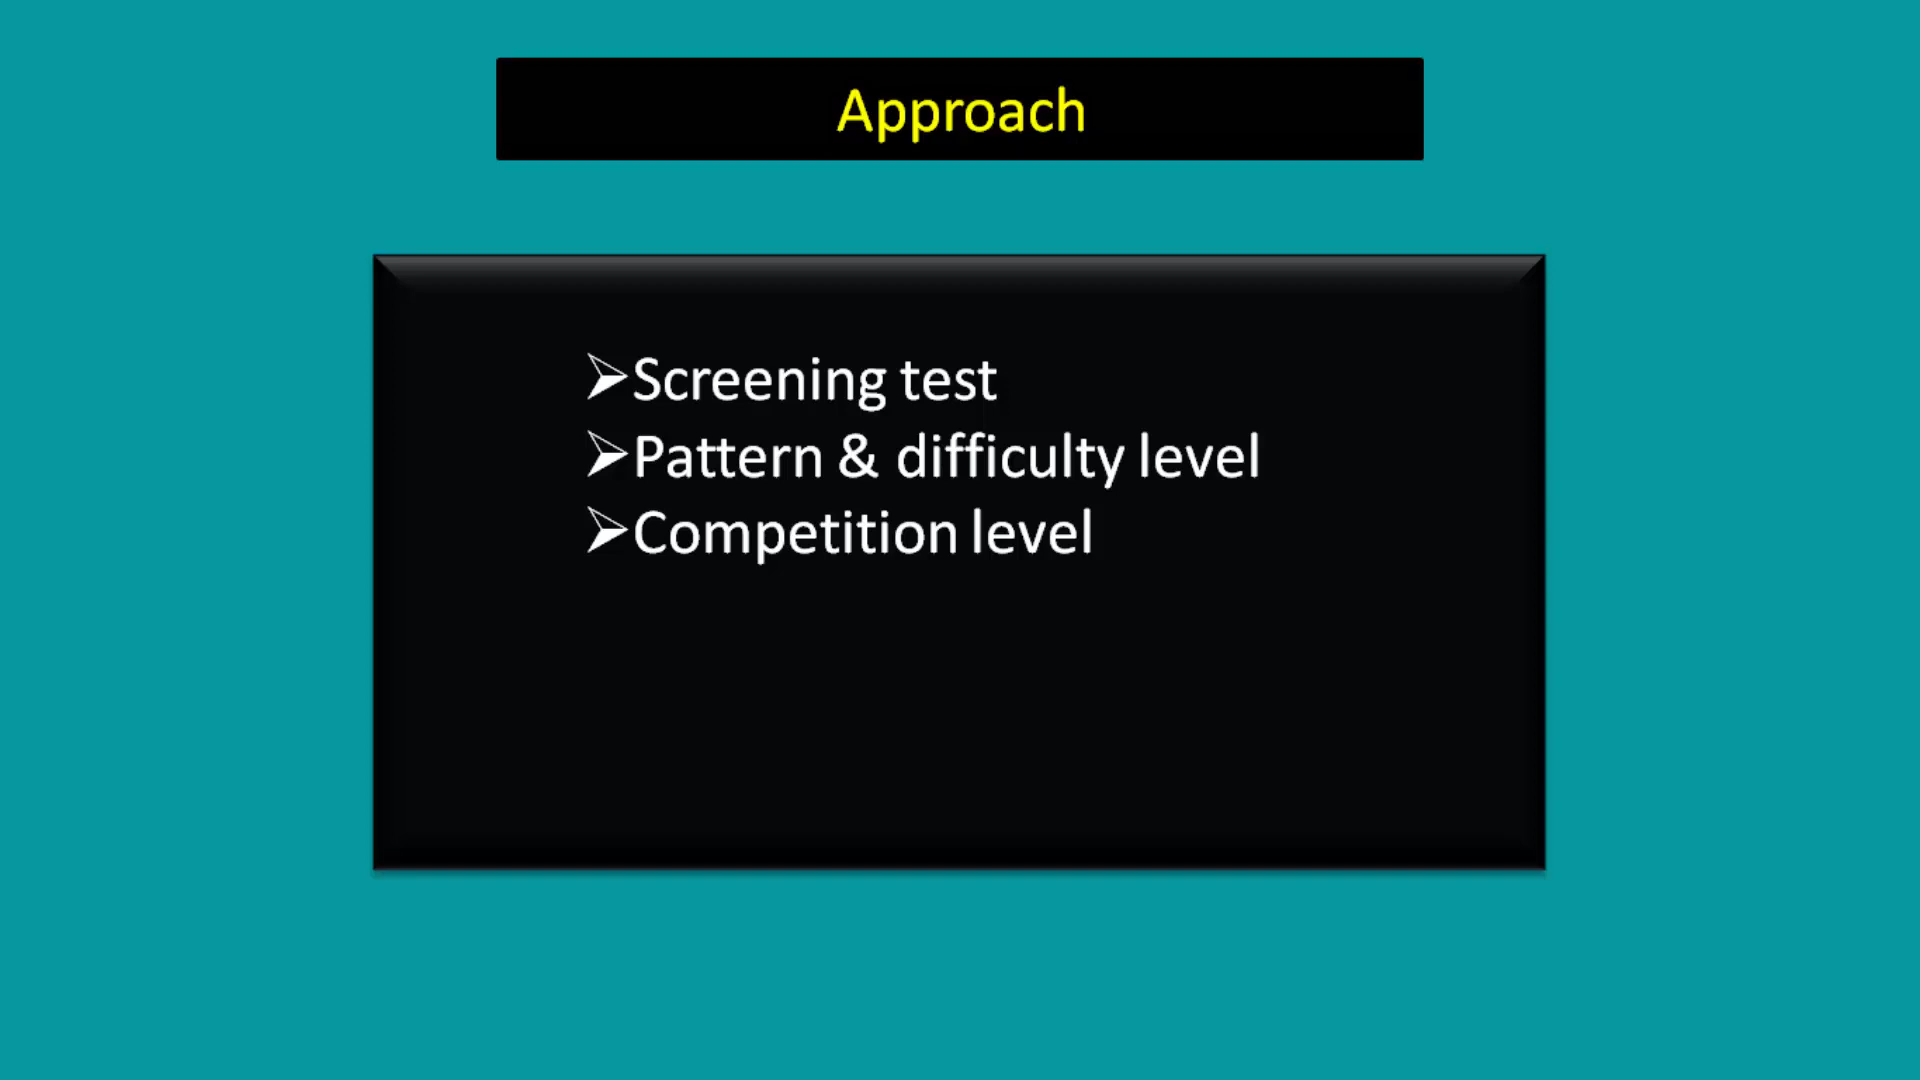 Approach
➢Screening test
➢Pattern & difficulty level
➢Competition level